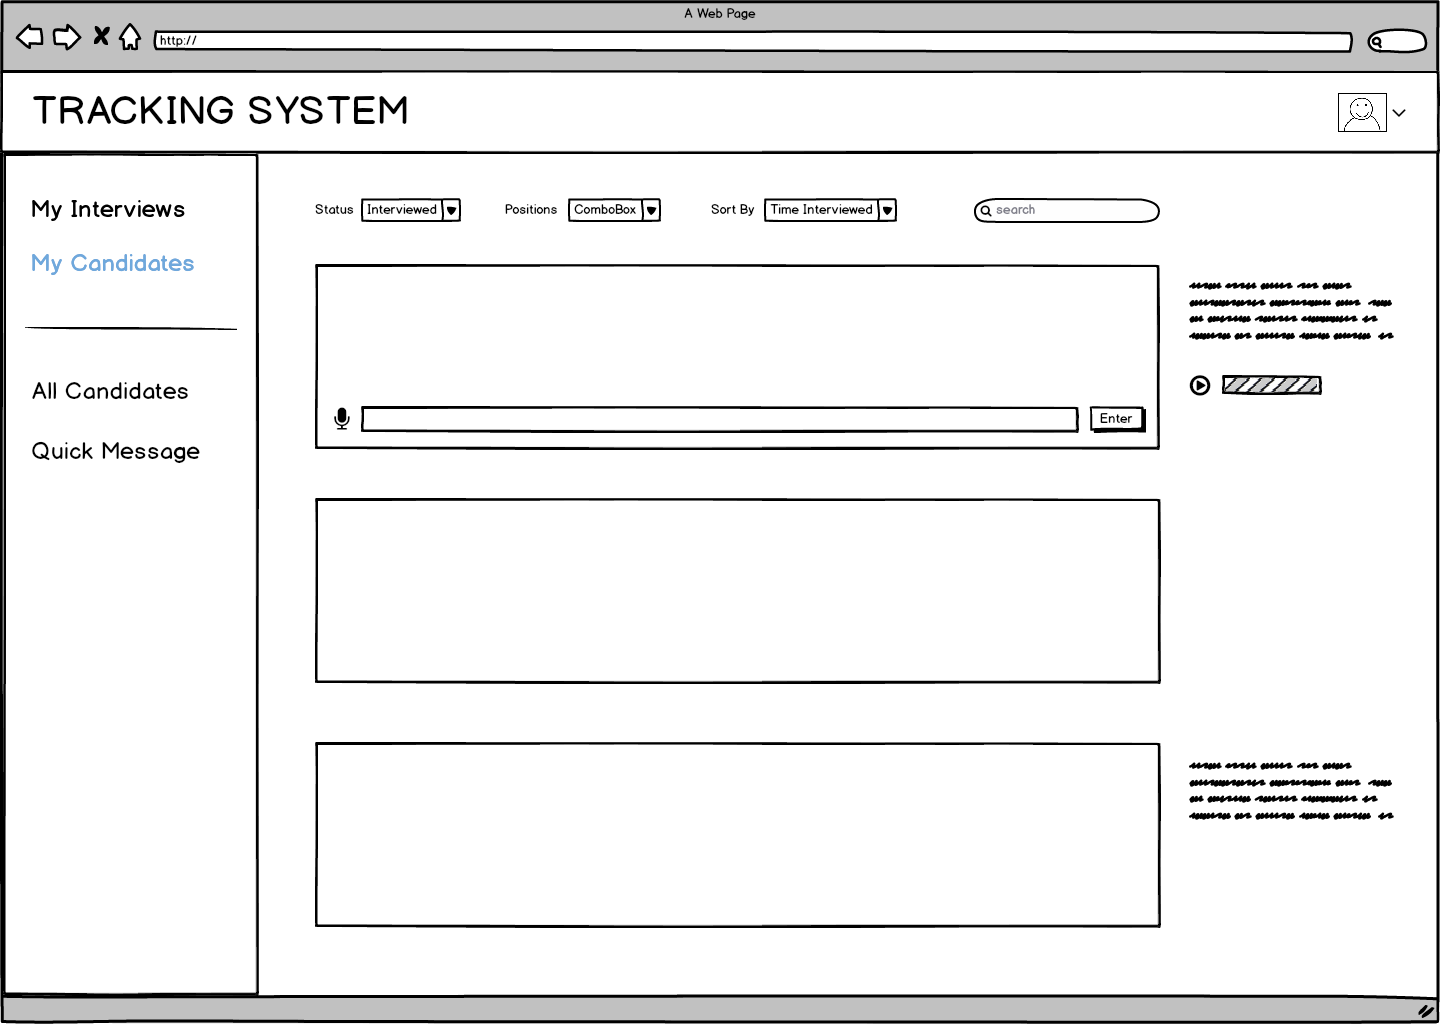 A Web Page
http://
TRACKING SYSTEM
My Interviews
My Candidates
All Candidates
Quick Message
Status Interviewed Positions ComboBox Sort By Time Interviewed search
Enter